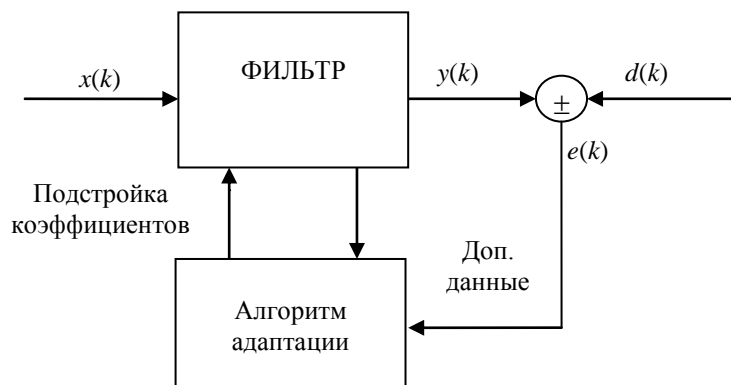 x(k)
ФИЛЬТР
y(k)
d(k)
±
e(k)
Подстройка
коэффициентов
Доп.
данные
Алгоритм
адаптации